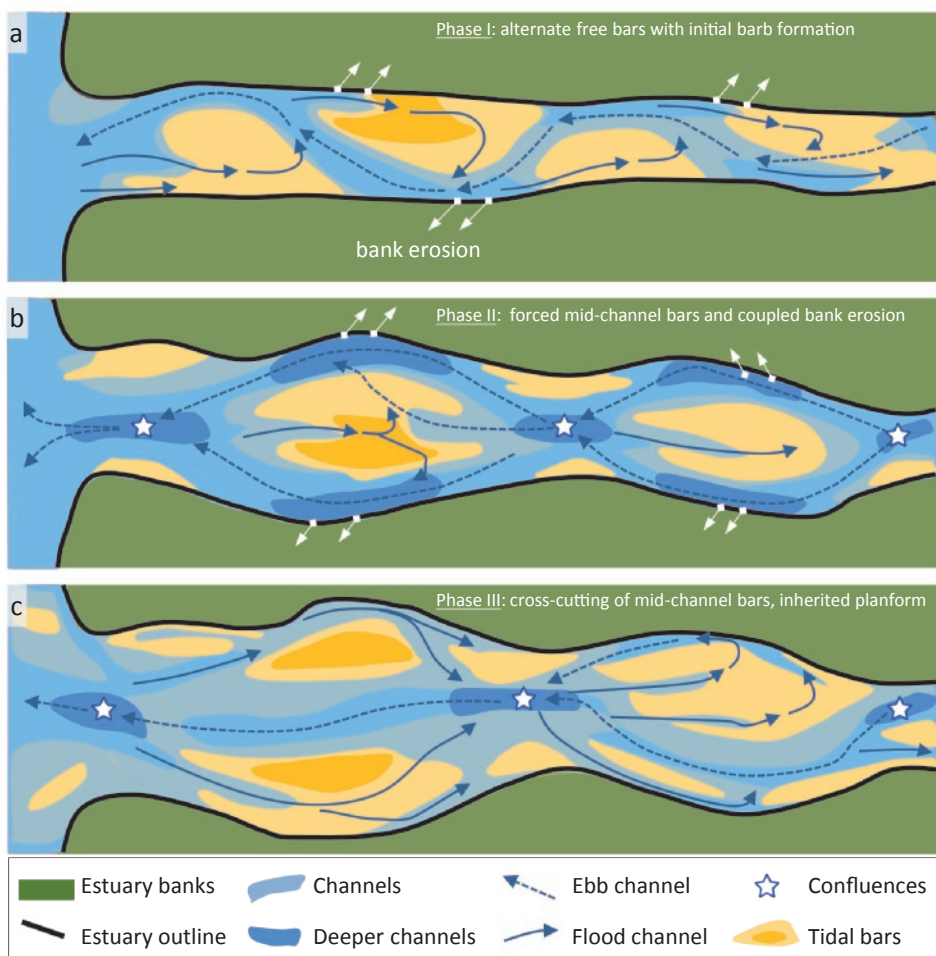 a
Phase I: alternate free bars with initial barb formation
bank erosion
b
Phase II: forced mid-channel bars and coupled bank erosion
c
Phase III: cross-cutting of mid-channel bars, inherited planform
Estuary banks
Channels
Ebb channel
Confluences
Estuary outline
Deeper channels
Flood channel
Tidal bars